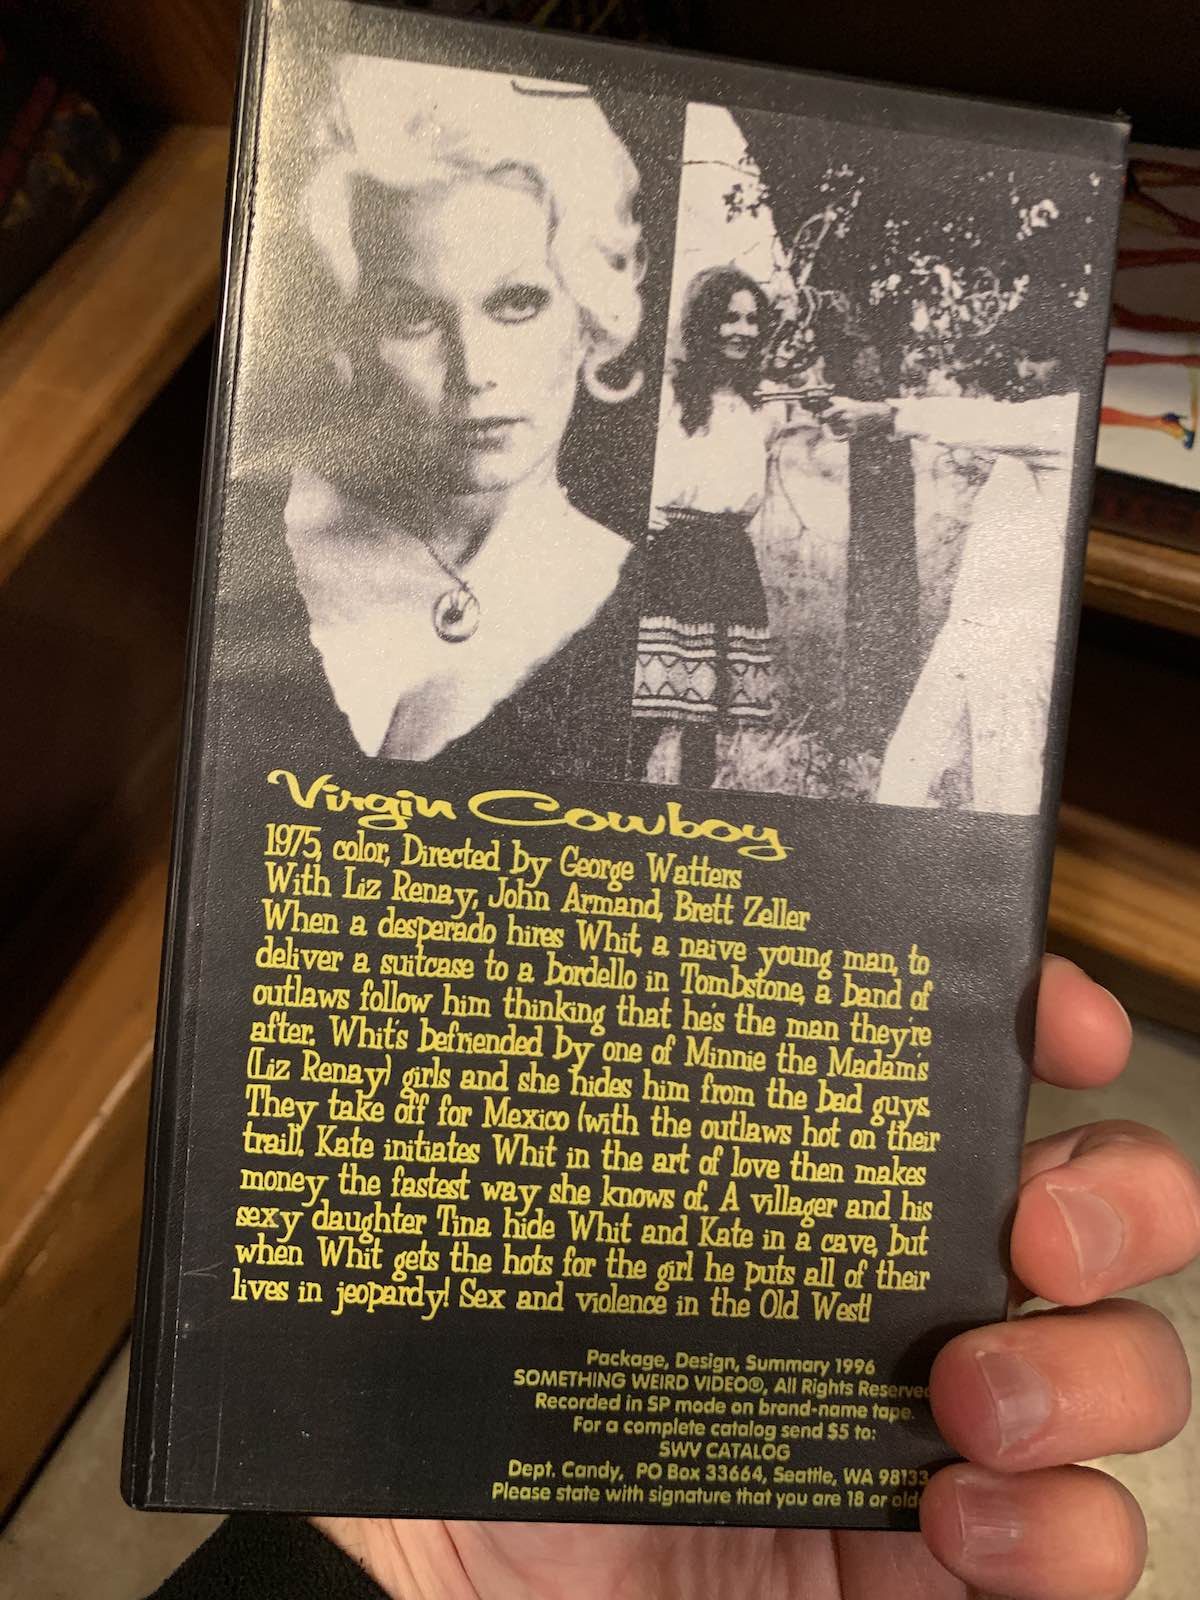 Virgin Cowboy
1975, color, Directed by George Watters
With Liz Renay, John Armand, Brett Zeller
When a desperado hires Whit, a naive young man, to
deliver a suitcase to a bordello in Tombstone, a band of
outlaws follow him thinking that he's the man they're
after. Whit's befriended by one of Minnie the Madam's
(Liz Renay) girls and she hides him from the bad guys.
They take off for Mexico (with the outlaws hot on their
trail). Kate initiates Whit in the art of love then makes
money the fastest way she knows of. A villager and his
sexy daughter Tina hide Whit and Kate in a cave, but
when Whit gets the hots for the girl he puts all of their
lives in jeopardy! Sex and violence in the Old West!
Package, Design, Summary 1996
SOMETHING WEIRD VIDEO®, All Rights Reserved
Recorded in SP mode on brand-name tape.
For a complete catalog send $5 to:
SWV CATALOG
Dept. Candy, PO Box 33664, Seattle, WA 98133
Please state with signature that you are 18 or olde